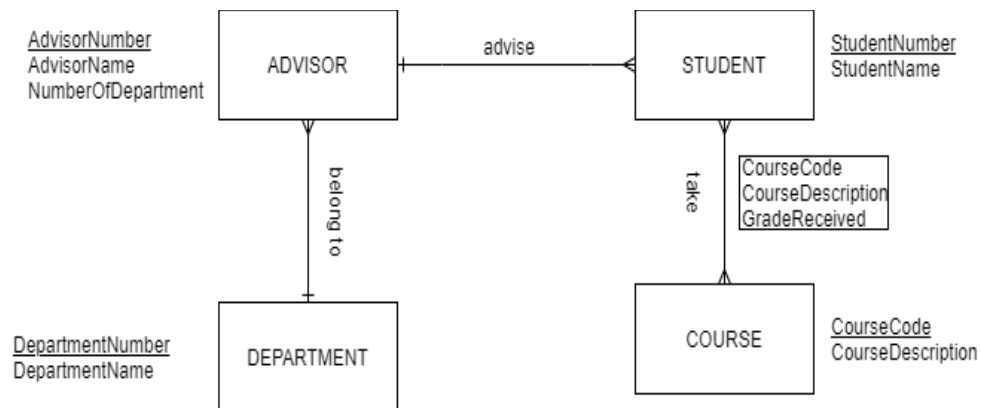 AdvisorNumber
AdvisorName
NumberOfDepartment
ADVISOR
advise
STUDENT
StudentNumber
StudentName
belong to
take
CourseCode
CourseDescription
GradeReceived
DepartmentNumber
DepartmentName
DEPARTMENT
COURSE
CourseCode
CourseDescription